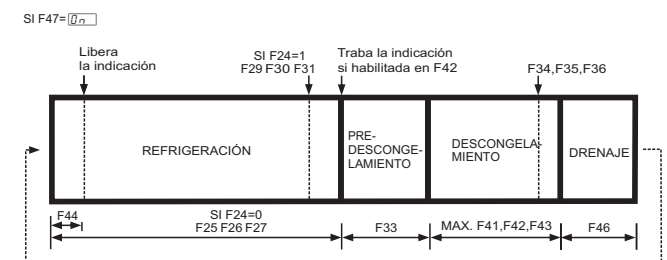 SI F47= On
Libera
la indicación
SI F24=1
F29 F30 F31
Traba la indicación
si habilitada en F42
F34,F35,F36
REFRIGERACIÓN
PRE-
DESCONGE-
LAMIENTO
DESCONGELA-
MIENTO
DRENAJE
F44
SI F24=0
F25 F26 F27
F33
MAX. F41,F42,F43
F46